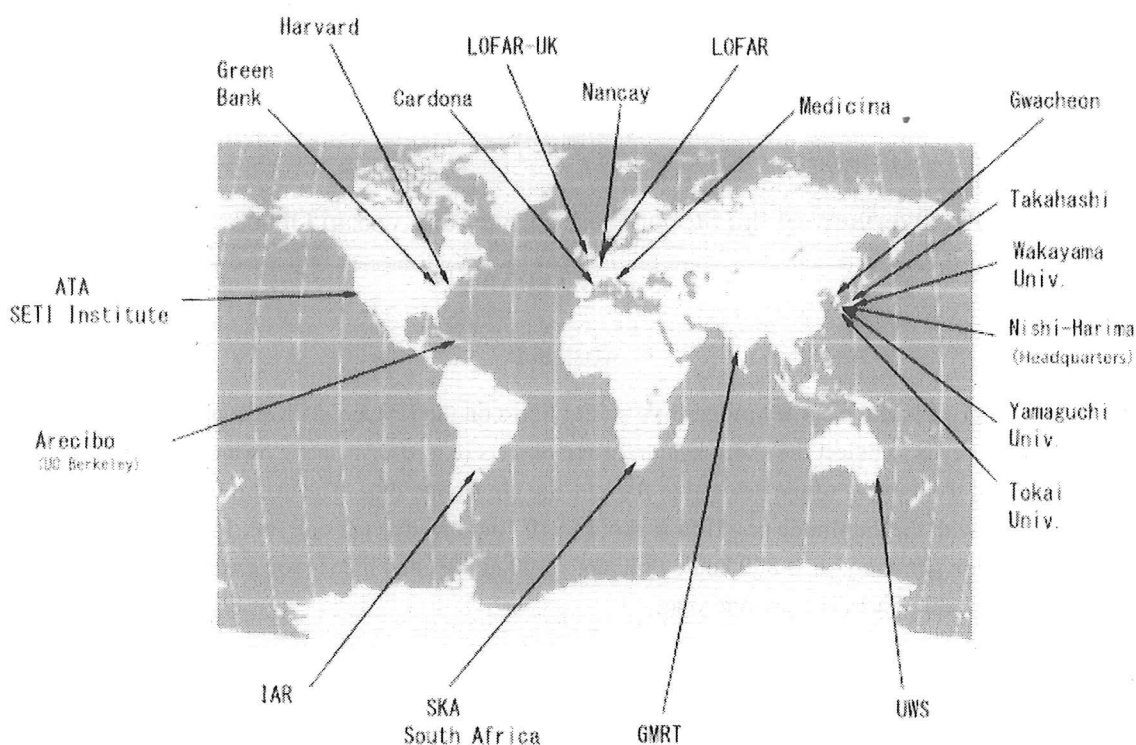 Harvard
LOFAR-UK
LOFAR
Green
Bank
Cardona
Nancay
Medicina
Gwacheon
Takahashi
Wakayama
Univ.
ATA
SETI Institute
Nishi-Harima
(Headquarters)
Arecibo
(UC Berkeley)
Yamaguchi
Univ.
Tokai
Univ.
IAR
SKA
South Africa
GMRT
UWS